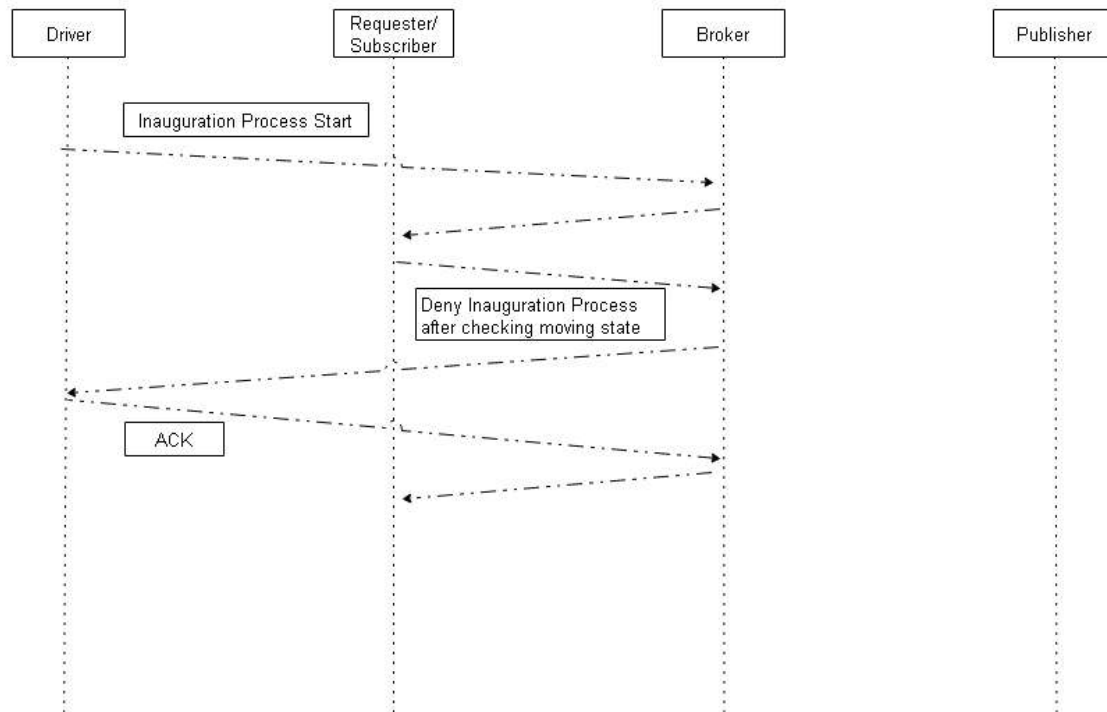 Driver
Requester/
Subscriber
Broker
Publisher
Inauguration Process Start
Deny Inauguration Process
after checking moving state
ACK